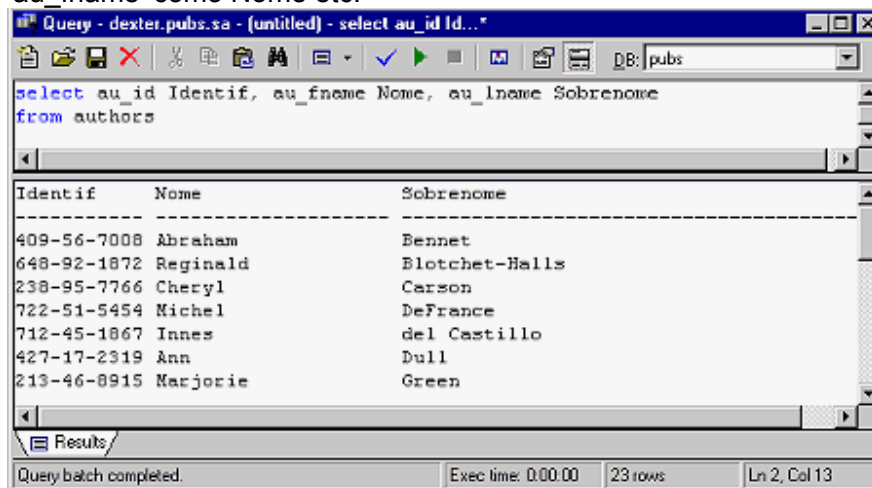 Query - dexter.pubs.sa - (untitled) - select au_id Id...*
DB: pubs
select au_id Identif, au_fname Nome, au_lname Sobrenome
from authors
Identif Nome Sobrenome
----------- -------------------- ----------------------------------------
409-56-7008 Abraham Bennet
648-92-1872 Reginald Blotchet-Halls
238-95-7766 Cheryl Carson
722-51-5454 Michel DeFrance
712-45-1867 Innes del Castillo
427-17-2319 Ann Dull
213-46-8915 Marjorie Green
Results
Query batch completed. Exec time: 0:00:00 23 rows Ln 2, Col 13